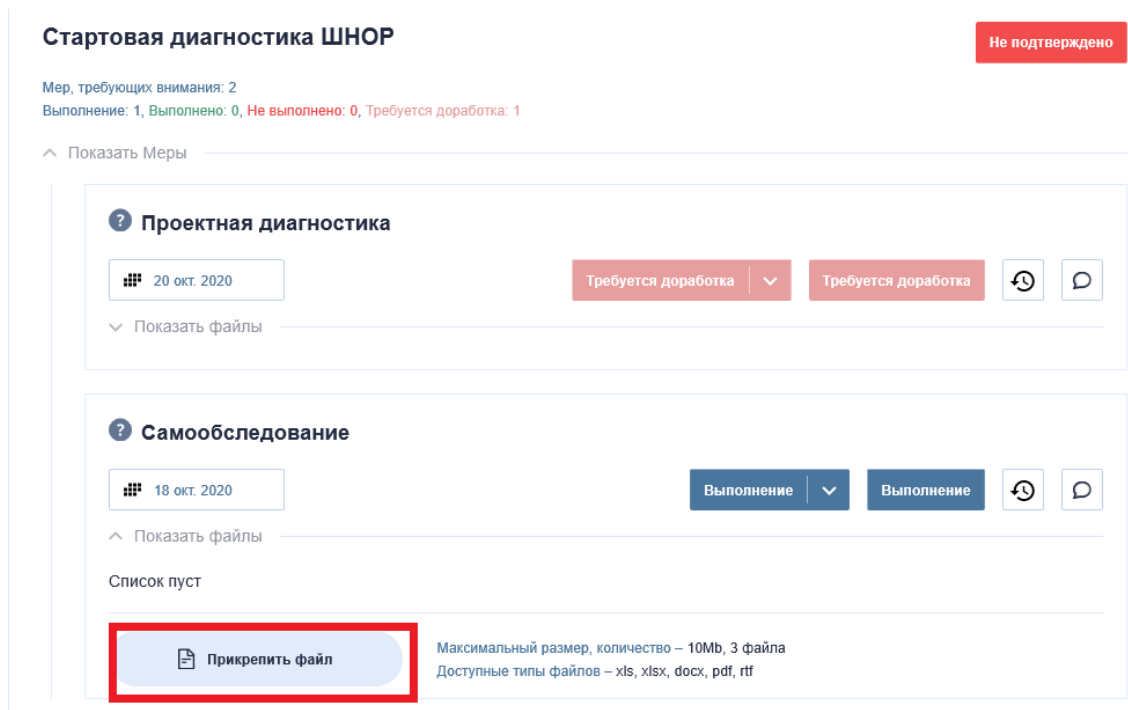 Стартовая диагностика ШНОР
Не подтверждено
Мер, требующих внимания: 2
Выполнение: 1, Выполнено: 0, Не выполнено: 0, Требуется доработка: 1
Показать Меры
? Проектная диагностика
20 окт. 2020
Требуется доработка
Требуется доработка
Показать файлы
? Самообследование
18 окт. 2020
Выполнение
Выполнение
Показать файлы
Список пуст
Прикрепить файл
Максимальный размер, количество – 10Mb, 3 файла
Доступные типы файлов – xls, xlsx, docx, pdf, rtf